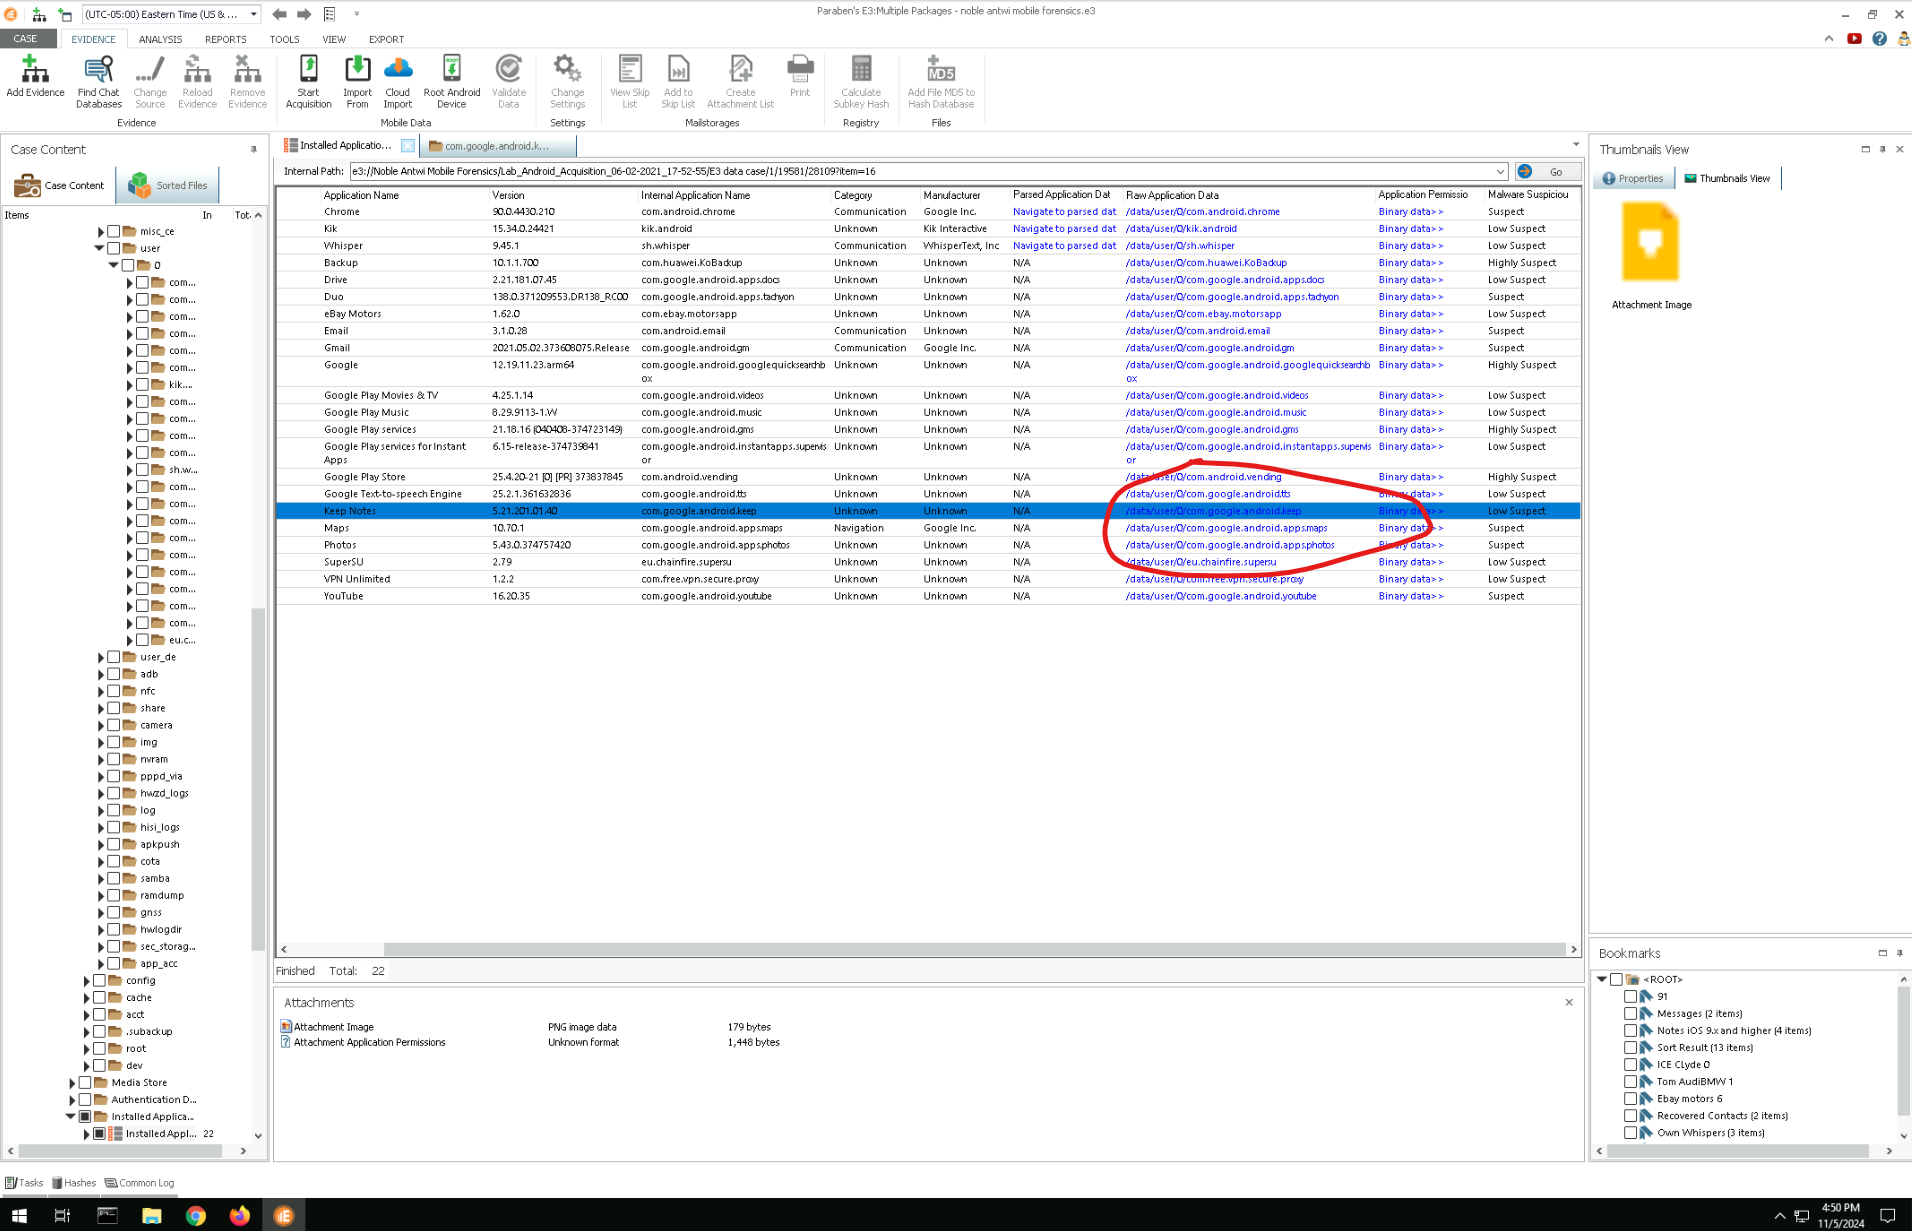 (UTC-05:00) Eastern Time (US & ...
Paraben's E3:Multiple Packages - noble antwi mobile forensics.e3
CASE EVIDENCE ANALYSIS REPORTS TOOLS VIEW EXPORT
Add Evidence
Find Chat Databases
Change Source
Reload Evidence
Remove Evidence
Evidence
Start Acquisition
Import From
Cloud Import
Root Android Device
Validate Data
Mobile Data
Change Settings
Settings
View Skip List
Add to Skip List
Create Attachment List
Print
Mailstorages
Calculate Subkey Hash
Registry
Add File MD5 to Hash Database
Files
Case Content
Case Content Sorted Files
Items In Tot.
misc_ce
user
0
com...
com...
com...
com...
com...
com...
kik....
com...
com...
com...
com...
sh.w...
com...
com...
com...
com...
com...
com...
com...
com...
com...
eu.c...
user_de
adb
nfc
share
camera
img
nvram
pppd_via
hwzd_logs
log
hisi_logs
apkpush
cota
samba
ramdump
gnss
hwlogdir
sec_storag...
app_acc
config
cache
acct
.subackup
root
dev
Media Store
Authentication D...
Installed Applica...
Installed Appl... 22
Installed Applicatio... com.google.android.k...
Internal Path: e3://Noble Antwi Mobile Forensics/Lab_Android_Acquisition_06-02-2021_17-52-55/E3 data case/1/19581/28109?item=16 Go
Application Name Version Internal Application Name Category Manufacturer Parsed Application Dat Raw Application Data Application Permissio Malware Suspiciou
Chrome 90.0.4430.210 com.android.chrome Communication Google Inc. Navigate to parsed dat /data/user/0/com.android.chrome Binary data>> Suspect
Kik 15.34.0.24421 kik.android Unknown Kik Interactive Navigate to parsed dat /data/user/0/kik.android Binary data>> Low Suspect
Whisper 9.45.1 sh.whisper Communication WhisperText, Inc Navigate to parsed dat /data/user/0/sh.whisper Binary data>> Low Suspect
Backup 10.1.1.700 com.huawei.KoBackup Unknown Unknown N/A /data/user/0/com.huawei.KoBackup Binary data>> Highly Suspect
Drive 2.21.181.07.45 com.google.android.apps.docs Unknown Unknown N/A /data/user/0/com.google.android.apps.docs Binary data>> Low Suspect
Duo 138.0.371209553.DR138_RC00 com.google.android.apps.tachyon Unknown Unknown N/A /data/user/0/com.google.android.apps.tachyon Binary data>> Suspect
eBay Motors 1.62.0 com.ebay.motorsapp Unknown Unknown N/A /data/user/0/com.ebay.motorsapp Binary data>> Low Suspect
Email 3.1.0.28 com.android.email Communication Unknown N/A /data/user/0/com.android.email Binary data>> Suspect
Gmail 2021.05.02.373608075.Release com.google.android.gm Communication Google Inc. N/A /data/user/0/com.google.android.gm Binary data>> Suspect
Google 12.19.11.23.arm64 com.google.android.googlequicksearchb Unknown Unknown N/A /data/user/0/com.google.android.googlequicksearchb Binary data>> Highly Suspect
ox ox
Google Play Movies & TV 4.25.1.14 com.google.android.videos Unknown Unknown N/A /data/user/0/com.google.android.videos Binary data>> Low Suspect
Google Play Music 8.29.9113-1.W com.google.android.music Unknown Unknown N/A /data/user/0/com.google.android.music Binary data>> Low Suspect
Google Play services 21.18.16 (040408-374723149) com.google.android.gms Unknown Unknown N/A /data/user/0/com.google.android.gms Binary data>> Highly Suspect
Google Play services for Instant 6.15-release-374739841 com.google.android.instantapps.supervis Unknown Unknown N/A /data/user/0/com.google.android.instantapps.supervis Binary data>> Low Suspect
Apps or or
Google Play Store 25.4.20-21 [0] [PR] 373837845 com.android.vending Unknown Unknown N/A /data/user/0/com.android.vending Binary data>> Highly Suspect
Google Text-to-speech Engine 25.2.1.361632836 com.google.android.tts Unknown Unknown N/A /data/user/0/com.google.android.tts Binary data>> Low Suspect
Keep Notes 5.21.201.01.40 com.google.android.keep Unknown Unknown N/A /data/user/0/com.google.android.keep Binary data>> Low Suspect
Maps 10.70.1 com.google.android.apps.maps Navigation Google Inc. N/A /data/user/0/com.google.android.apps.maps Binary data>> Suspect
Photos 5.43.0.374757420 com.google.android.apps.photos Unknown Unknown N/A /data/user/0/com.google.android.apps.photos Binary data>> Suspect
SuperSU 2.79 eu.chainfire.supersu Unknown Unknown N/A /data/user/0/eu.chainfire.supersu Binary data>> Low Suspect
VPN Unlimited 1.2.2 com.free.vpn.secure.proxy Unknown Unknown N/A /data/user/0/com.free.vpn.secure.proxy Binary data>> Low Suspect
YouTube 16.20.35 com.google.android.youtube Unknown Unknown N/A /data/user/0/com.google.android.youtube Binary data>> Suspect
Finished Total: 22
Attachments
Attachment Image PNG image data 179 bytes
Attachment Application Permissions Unknown format 1,448 bytes
Thumbnails View
Properties Thumbnails View
Attachment Image
Bookmarks
<ROOT>
91
Messages (2 items)
Notes iOS 9.x and higher (4 items)
Sort Result (13 items)
ICE CLyde 0
Tom AudiBMW 1
Ebay motors 6
Recovered Contacts (2 items)
Own Whispers (3 items)
Tasks Hashes Common Log
4:50 PM
11/5/2024